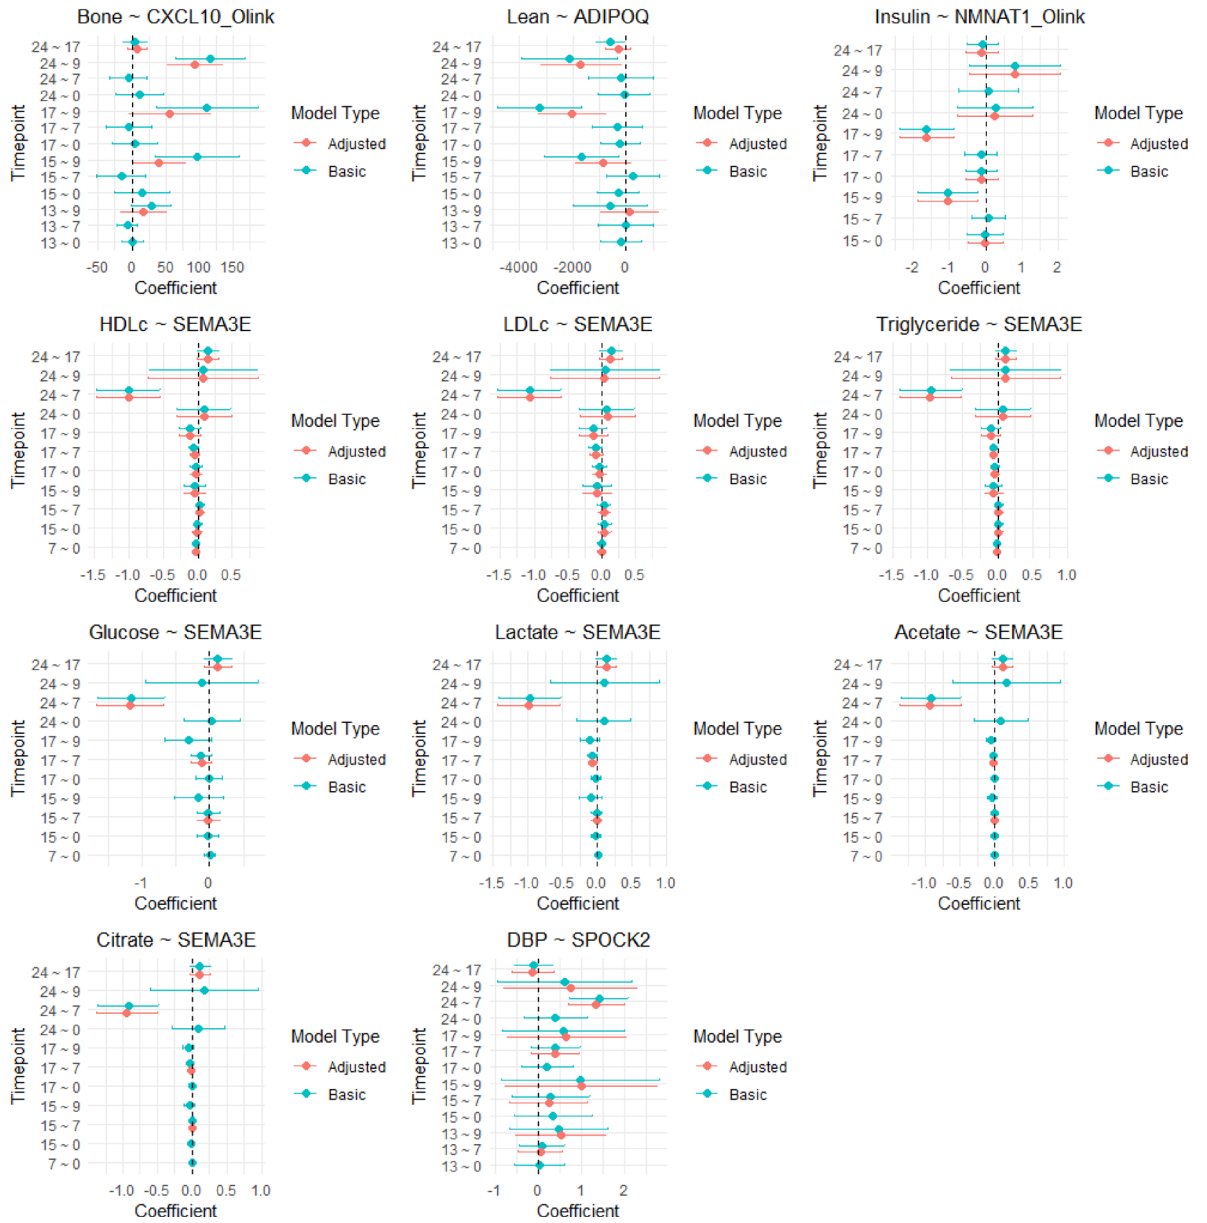 Bone ~ CXCL10_Olink
Timepoint
24 ~ 17
24 ~ 9
24 ~ 7
24 ~ 0
17 ~ 9
17 ~ 7
17 ~ 0
15 ~ 9
15 ~ 7
15 ~ 0
13 ~ 9
13 ~ 7
13 ~ 0
-50 0 50 100 150
Coefficient
Model Type
Adjusted
Basic
Lean ~ ADIPOQ
Timepoint
24 ~ 17
24 ~ 9
24 ~ 7
24 ~ 0
17 ~ 9
17 ~ 7
17 ~ 0
15 ~ 9
15 ~ 7
15 ~ 0
13 ~ 9
13 ~ 7
13 ~ 0
-4000 -2000 0
Coefficient
Model Type
Adjusted
Basic
Insulin ~ NMNAT1_Olink
Timepoint
24 ~ 17
24 ~ 9
24 ~ 7
24 ~ 0
17 ~ 9
17 ~ 7
17 ~ 0
15 ~ 9
15 ~ 7
15 ~ 0
-2 -1 0 1 2
Coefficient
Model Type
Adjusted
Basic
HDLc ~ SEMA3E
Timepoint
24 ~ 17
24 ~ 9
24 ~ 7
24 ~ 0
17 ~ 9
17 ~ 7
17 ~ 0
15 ~ 9
15 ~ 7
15 ~ 0
7 ~ 0
-1.5 -1.0 -0.5 0.0 0.5
Coefficient
Model Type
Adjusted
Basic
LDLc ~ SEMA3E
Timepoint
24 ~ 17
24 ~ 9
24 ~ 7
24 ~ 0
17 ~ 9
17 ~ 7
17 ~ 0
15 ~ 9
15 ~ 7
15 ~ 0
7 ~ 0
-1.5 -1.0 -0.5 0.0 0.5
Coefficient
Model Type
Adjusted
Basic
Triglyceride ~ SEMA3E
Timepoint
24 ~ 17
24 ~ 9
24 ~ 7
24 ~ 0
17 ~ 9
17 ~ 7
17 ~ 0
15 ~ 9
15 ~ 7
15 ~ 0
7 ~ 0
-1.5 -1.0 -0.5 0.0 0.5 1.0
Coefficient
Model Type
Adjusted
Basic
Glucose ~ SEMA3E
Timepoint
24 ~ 17
24 ~ 9
24 ~ 7
24 ~ 0
17 ~ 9
17 ~ 7
17 ~ 0
15 ~ 9
15 ~ 7
15 ~ 0
7 ~ 0
-1 0
Coefficient
Model Type
Adjusted
Basic
Lactate ~ SEMA3E
Timepoint
24 ~ 17
24 ~ 9
24 ~ 7
24 ~ 0
17 ~ 9
17 ~ 7
17 ~ 0
15 ~ 9
15 ~ 7
15 ~ 0
7 ~ 0
-1.5 -1.0 -0.5 0.0 0.5 1.0
Coefficient
Model Type
Adjusted
Basic
Acetate ~ SEMA3E
Timepoint
24 ~ 17
24 ~ 9
24 ~ 7
24 ~ 0
17 ~ 9
17 ~ 7
17 ~ 0
15 ~ 9
15 ~ 7
15 ~ 0
7 ~ 0
-1.0 -0.5 0.0 0.5 1.0
Coefficient
Model Type
Adjusted
Basic
Citrate ~ SEMA3E
Timepoint
24 ~ 17
24 ~ 9
24 ~ 7
24 ~ 0
17 ~ 9
17 ~ 7
17 ~ 0
15 ~ 9
15 ~ 7
15 ~ 0
7 ~ 0
-1.0 -0.5 0.0 0.5 1.0
Coefficient
Model Type
Adjusted
Basic
DBP ~ SPOCK2
Timepoint
24 ~ 17
24 ~ 9
24 ~ 7
24 ~ 0
17 ~ 9
17 ~ 7
17 ~ 0
15 ~ 9
15 ~ 7
15 ~ 0
13 ~ 9
13 ~ 7
13 ~ 0
-1 0 1 2
Coefficient
Model Type
Adjusted
Basic